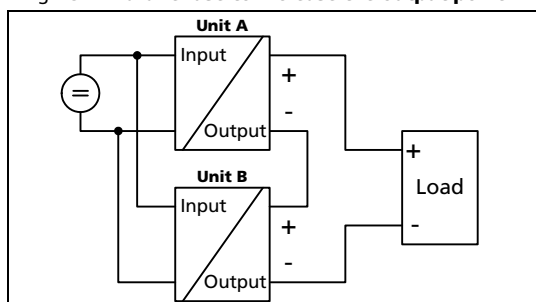 Unit A
Input
+
-
Output
+
Load
-
Unit B
Input
+
-
Output